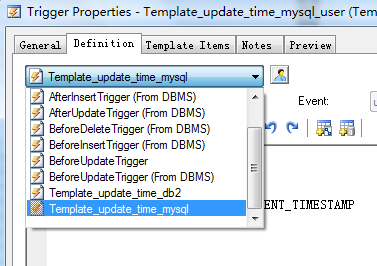 Trigger Properties - Template_update_time_mysql_user (Tem
General Definition Template Items Notes Preview
Template_update_time_mysql
AfterInsertTrigger (From DBMS)
Event:
AfterUpdateTrigger (From DBMS)
BeforeDeleteTrigger (From DBMS)
BeforeInsertTrigger (From DBMS)
BeforeUpdateTrigger
BeforeUpdateTrigger (From DBMS)
Template_update_time_db2
Template_update_time_mysql
ENT_TIMESTAMP